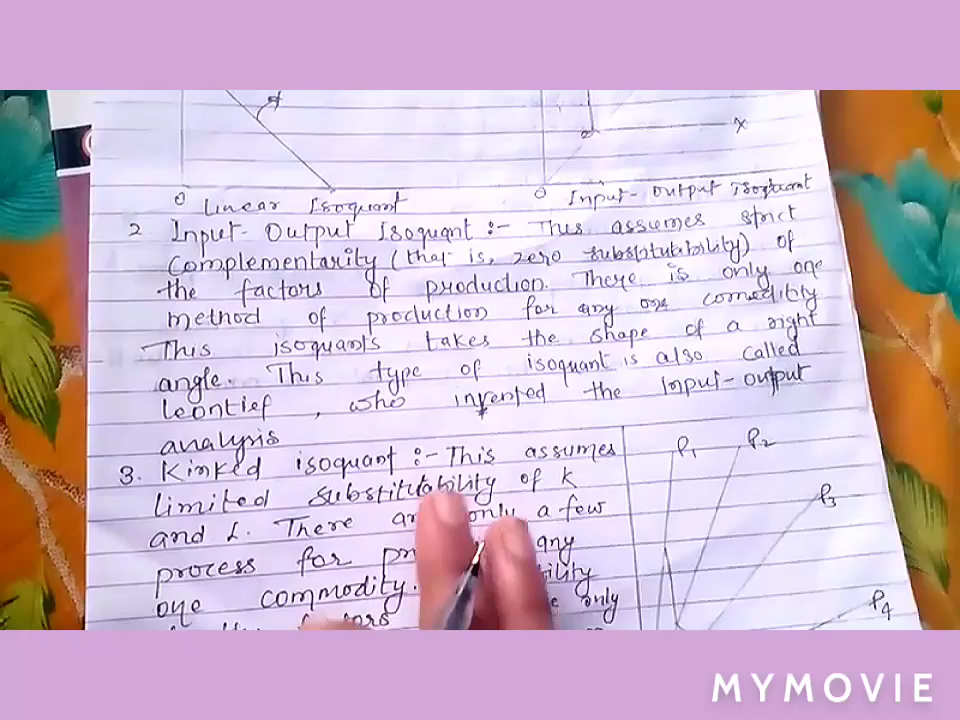 x
o Linear Isoquant
o Input-Output Isoquant
2. Input-Output Isoquant :- This assumes strict
complementarity (that is, zero substitutability) of
the factors of production. There is only one
method of production for any one comodility
This isoquants takes the shape of a right
angle. This type of isoquant is also called
leontief, who invented the Input-output
analysis
3. Kinked isoquant :- This assumes
limited substitutability of K
and L. There only a few
process for any
one commodity.
only
P1
P2
P3
P4
MYMOVIE